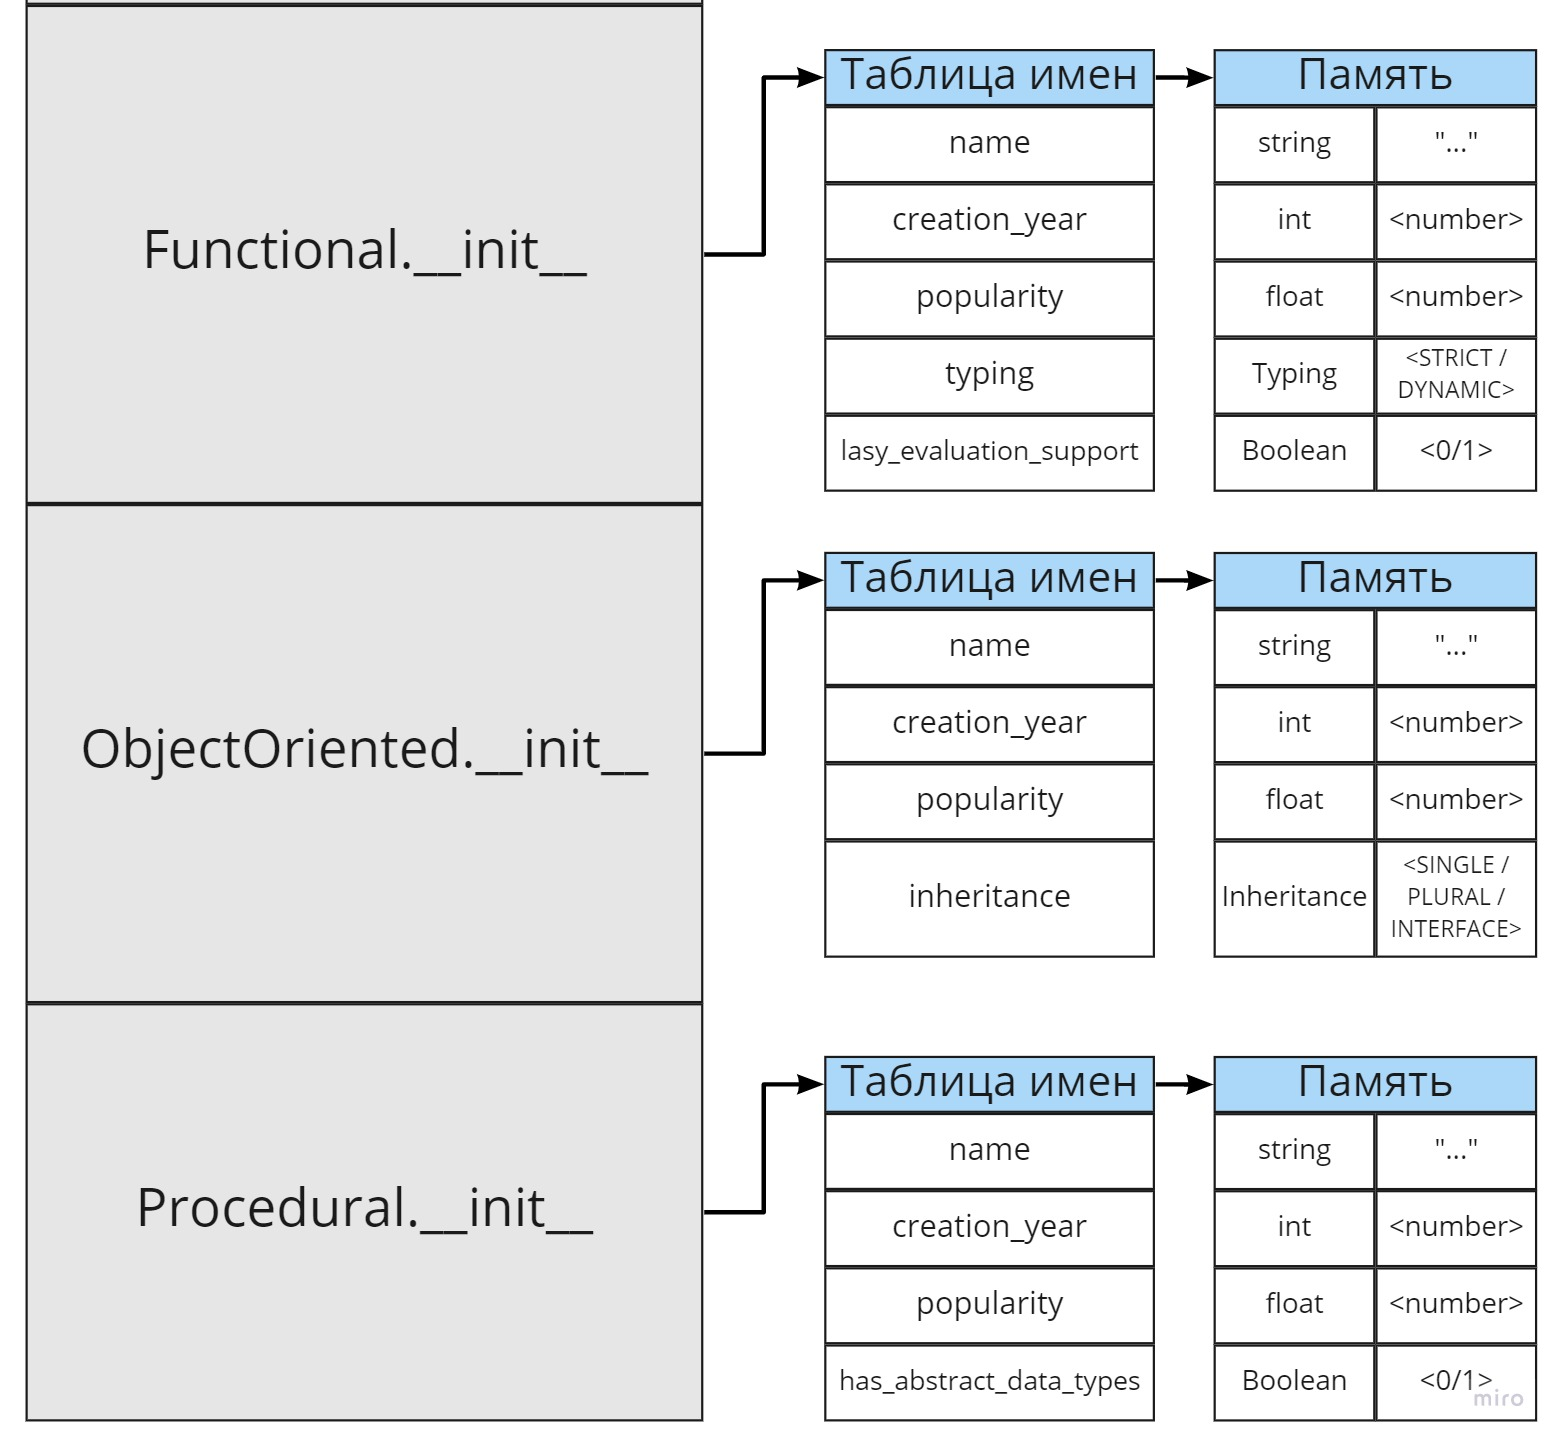 Functional.__init__
Таблица имен Память
name string "..."
creation_year int <number>
popularity float <number>
typing Typing <STRICT /
DYNAMIC>
lasy_evaluation_support Boolean <0/1>
ObjectOriented.__init__
Таблица имен Память
name string "..."
creation_year int <number>
popularity float <number>
inheritance Inheritance <SINGLE /
PLURAL /
INTERFACE>
Procedural.__init__
Таблица имен Память
name string "..."
creation_year int <number>
popularity float <number>
has_abstract_data_types Boolean <0/1>
miro